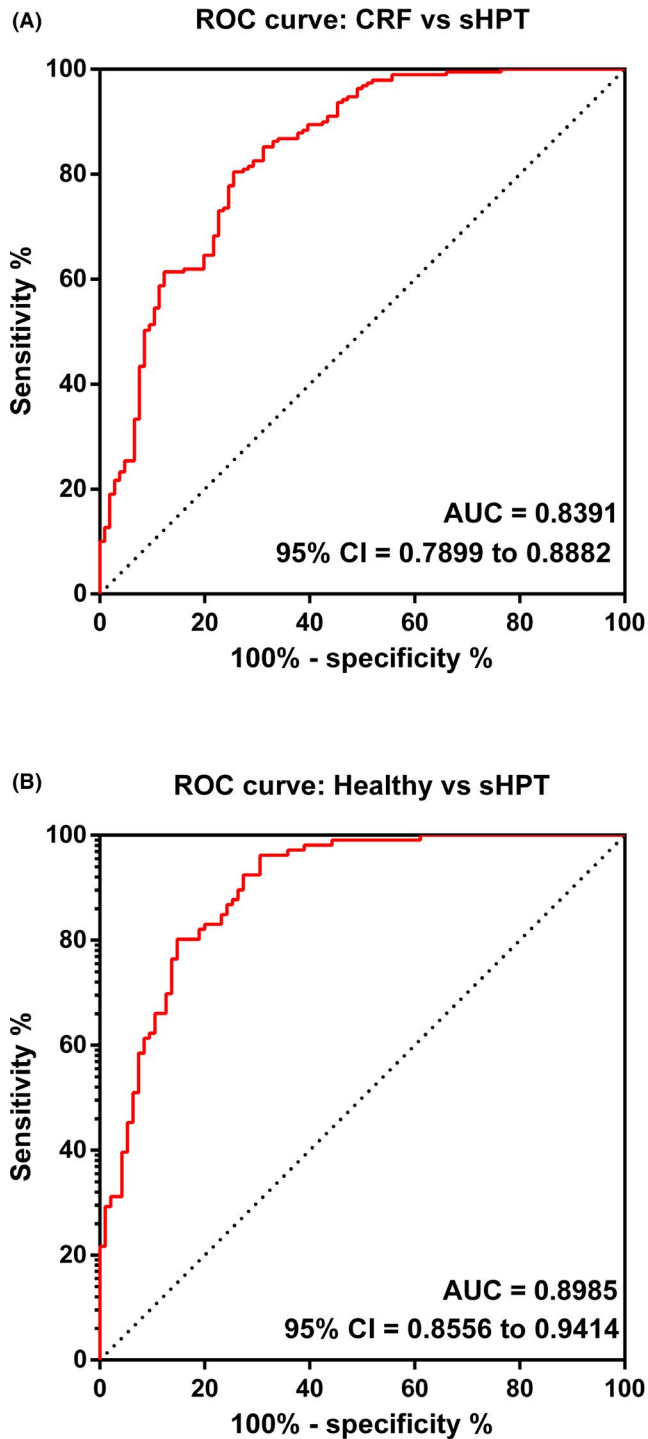 (A)
ROC curve: CRF vs sHPT
100
80
60
40
20
0
Sensitivity %
AUC = 0.8391
95% CI = 0.7899 to 0.8882
0 20 40 60 80 100
100% - specificity %
(B)
ROC curve: Healthy vs sHPT
100
80
60
40
20
0
Sensitivity %
AUC = 0.8985
95% CI = 0.8556 to 0.9414
0 20 40 60 80 100
100% - specificity %